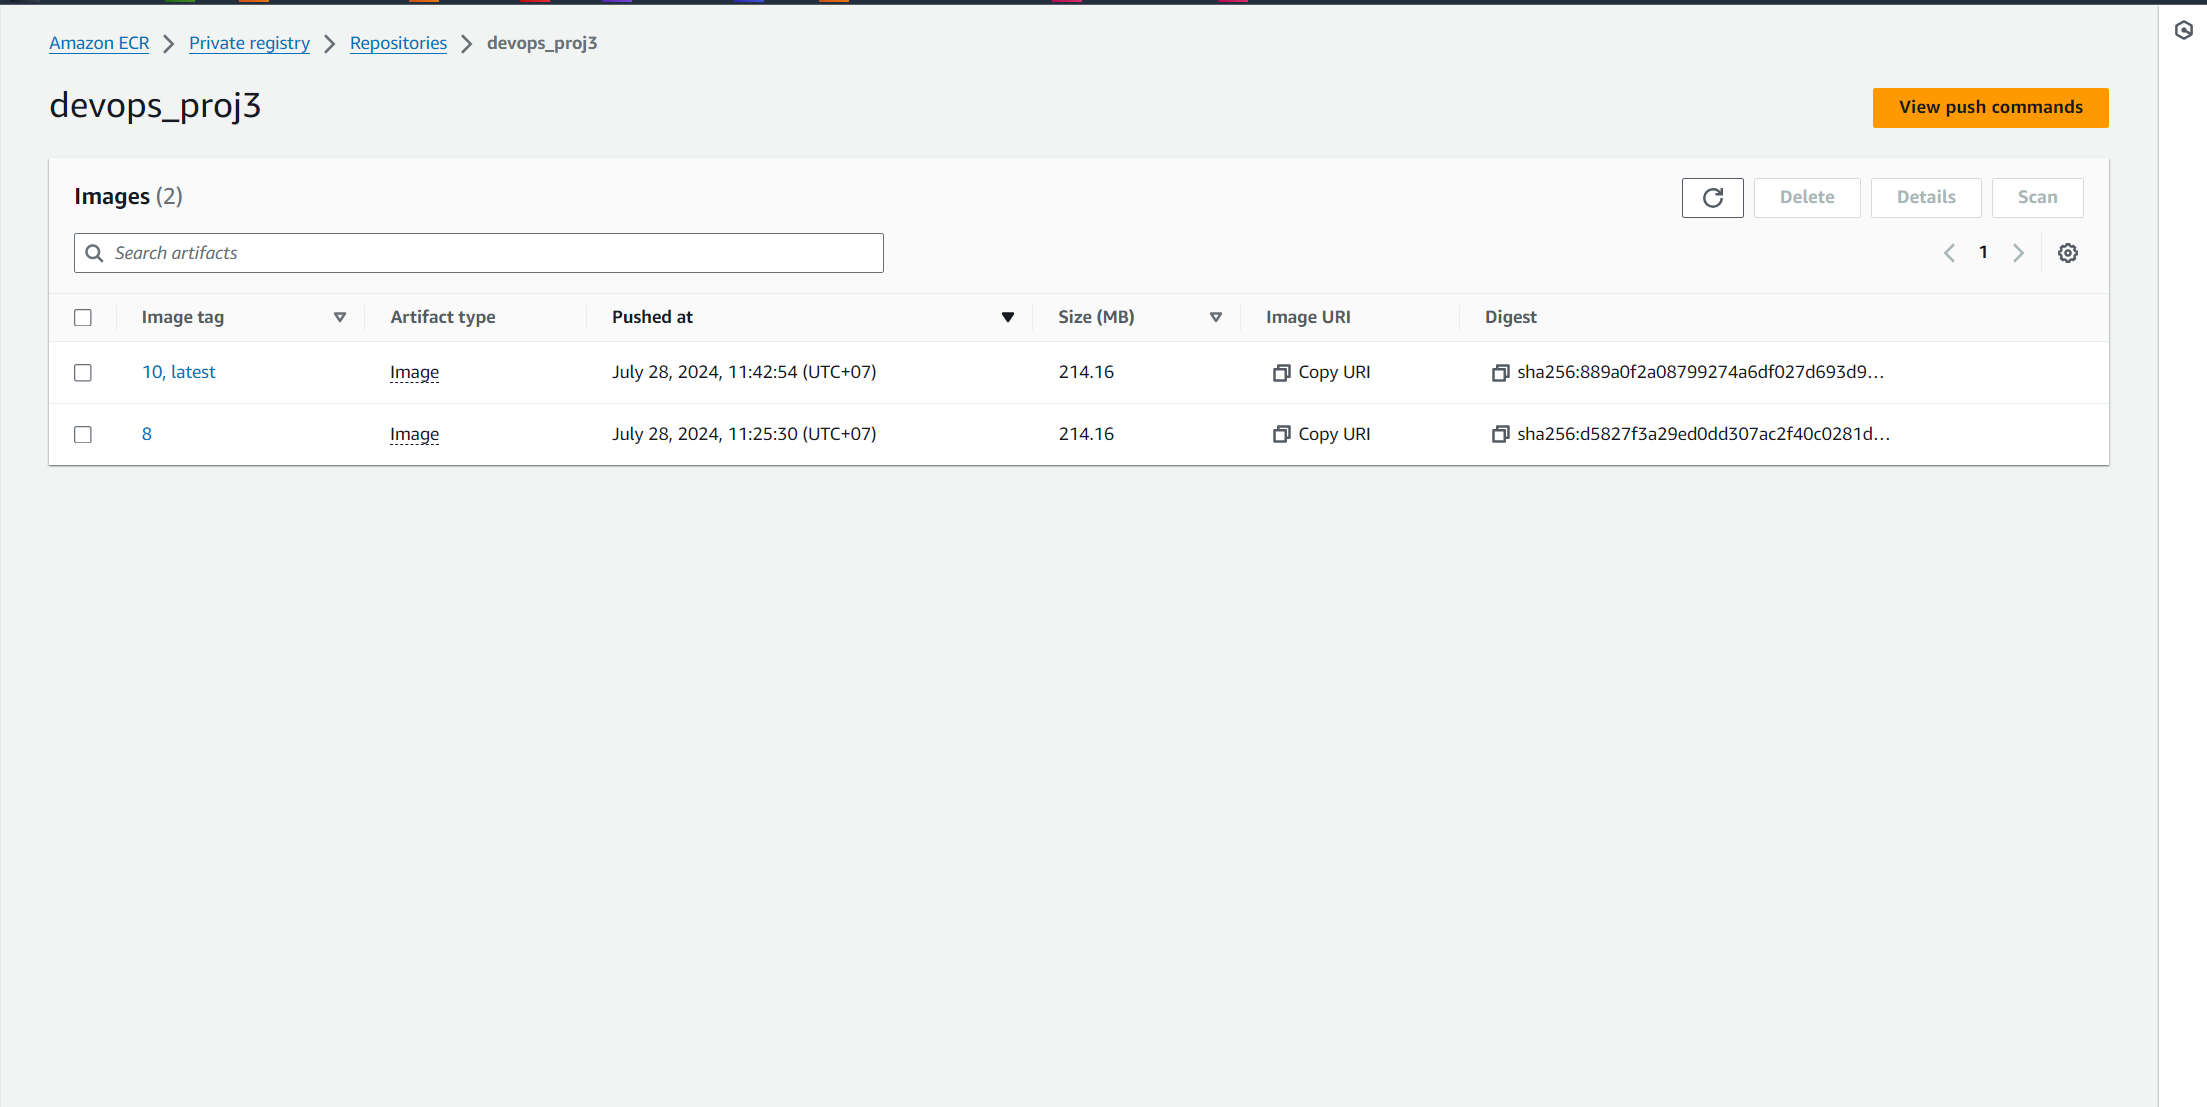 Amazon ECR > Private registry > Repositories > devops_proj3
devops_proj3
View push commands
Images (2)
Delete Details Scan
Search artifacts
1
Image tag Artifact type Pushed at Size (MB) Image URI Digest
10, latest Image July 28, 2024, 11:42:54 (UTC+07) 214.16 Copy URI sha256:889a0f2a08799274a6df027d693d9...
8 Image July 28, 2024, 11:25:30 (UTC+07) 214.16 Copy URI sha256:d5827f3a29ed0dd307ac2f40c0281d...